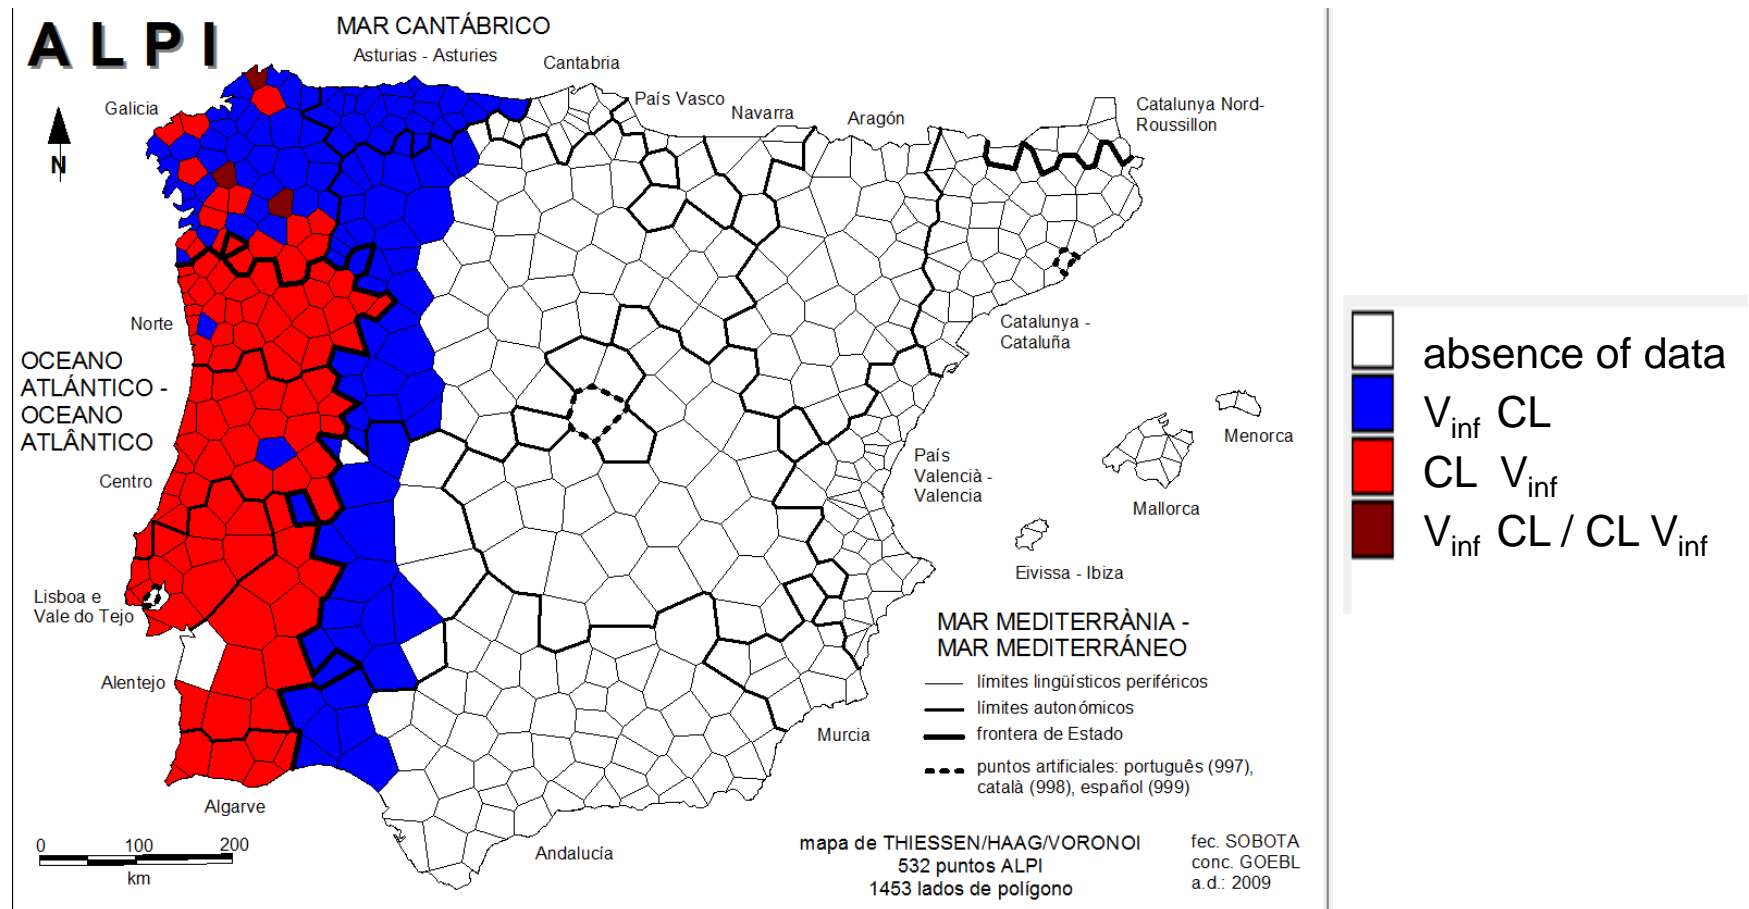 A L P I
MAR CANTÁBRICO
Asturias - Asturies
Cantabria
Galicia
País Vasco
Navarra
Aragón
Catalunya Nord-
Roussillon
N
Norte
OCEANO
ATLÁNTICO -
OCEANO
ATLÂNTICO
Catalunya -
Cataluña
Menorca
Centro
País
Valencià -
Valencia
Mallorca
Eivissa - Ibiza
Lisboa e
Vale do Tejo
MAR MEDITERRÀNIA -
MAR MEDITERRÁNEO
Alentejo
límites lingüísticos periféricos
límites autonómicos
frontera de Estado
Murcia
puntos artificiales: português (997),
català (998), español (999)
Algarve
0 100 200
km
Andalucía
mapa de THIESSEN/HAAG/VORONOI
532 puntos ALPI
1453 lados de polígono
fec. SOBOTA
conc. GOEBL
a.d.: 2009
absence of data
Vinf CL
CL Vinf
Vinf CL / CL Vinf